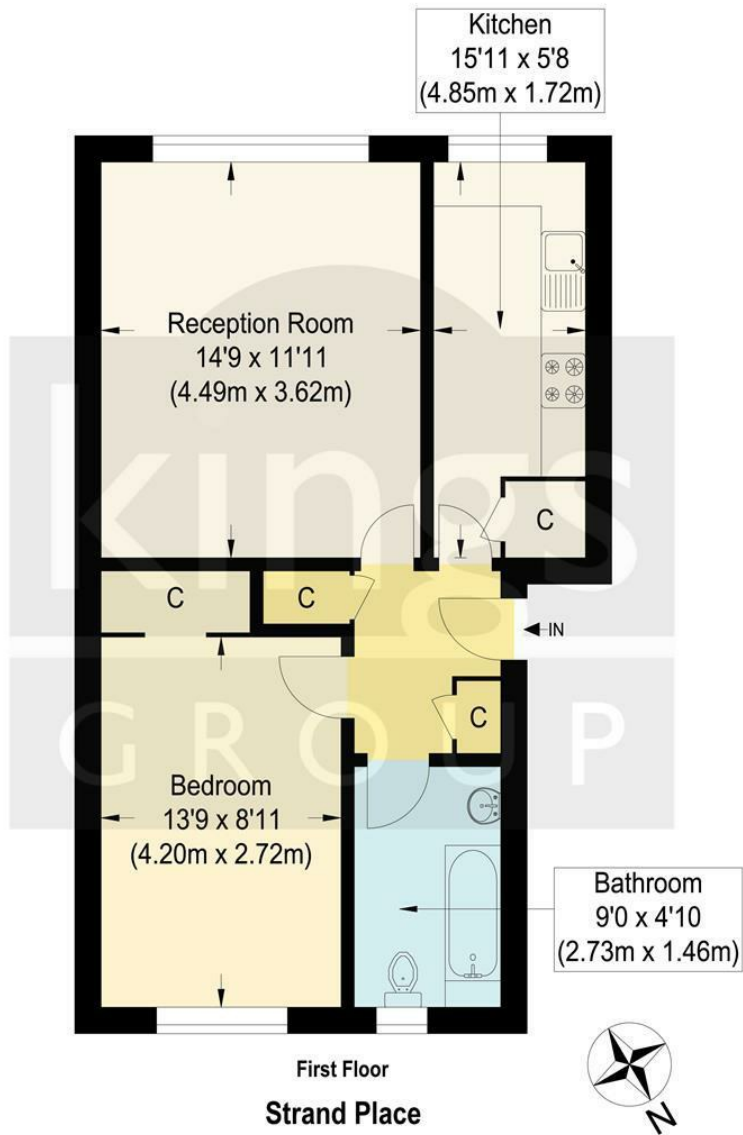 Kitchen
15'11 x 5'8
(4.85m x 1.72m)
Reception Room
14'9 x 11'11
(4.49m x 3.62m)
kings
C
C
C
IN
GROUP
C
Bedroom
13'9 x 8'11
(4.20m x 2.72m)
Bathroom
9'0 x 4'10
(2.73m x 1.46m)
First Floor
Strand Place
N